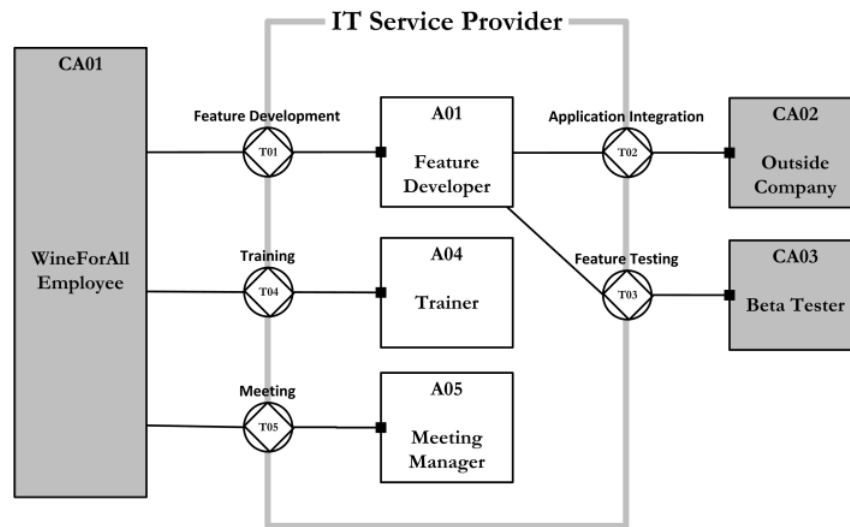 IT Service Provider
CA01
WineForAll
Employee
Feature Development
T01
A01
Feature
Developer
Application Integration
T02
CA02
Outside
Company
Training
T04
A04
Trainer
Feature Testing
T03
CA03
Beta Tester
Meeting
T05
A05
Meeting
Manager